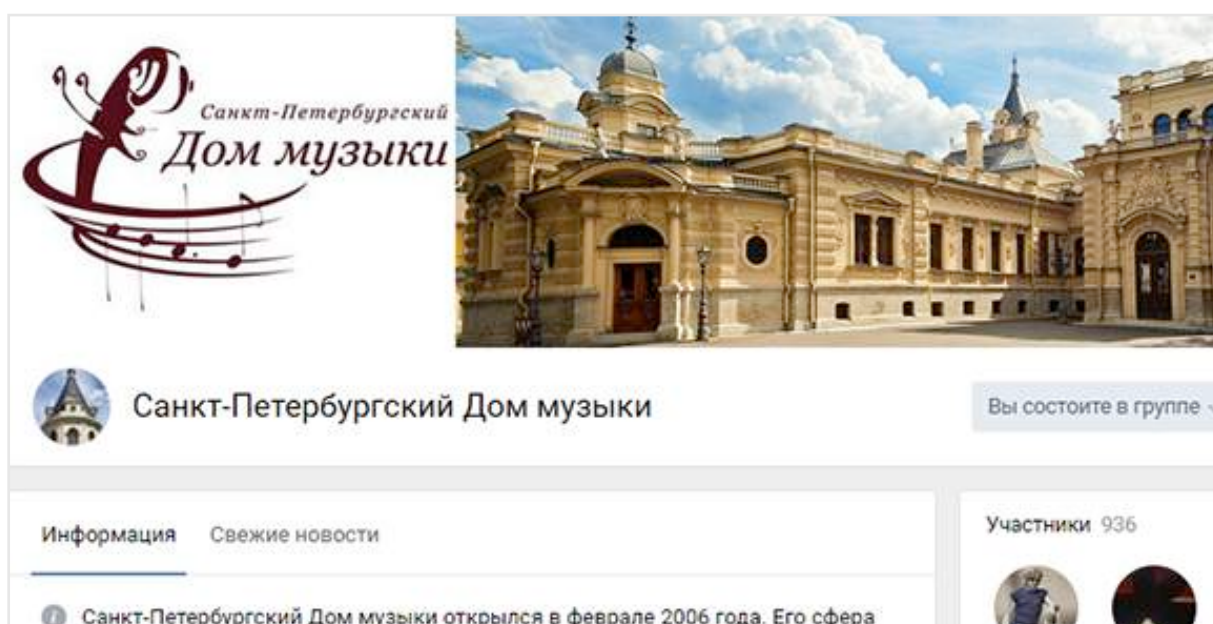 Санкт-Петербургский
Дом музыки
Санкт-Петербургский Дом музыки
Вы состоите в группе
Информация
Свежие новости
Участники 936
Санкт-Петербургский Дом музыки открылся в феврале 2006 года. Его сфера